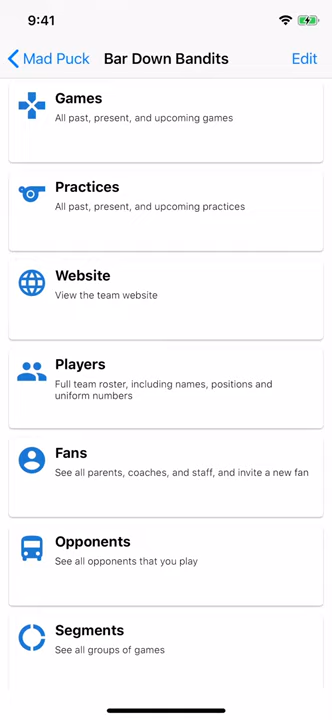 9:41
Mad Puck
Bar Down Bandits
Edit
Games
All past, present, and upcoming games
Practices
All past, present, and upcoming practices
Website
View the team website
Players
Full team roster, including names, positions and
uniform numbers
Fans
See all parents, coaches, and staff, and invite a new fan
Opponents
See all opponents that you play
Segments
See all groups of games